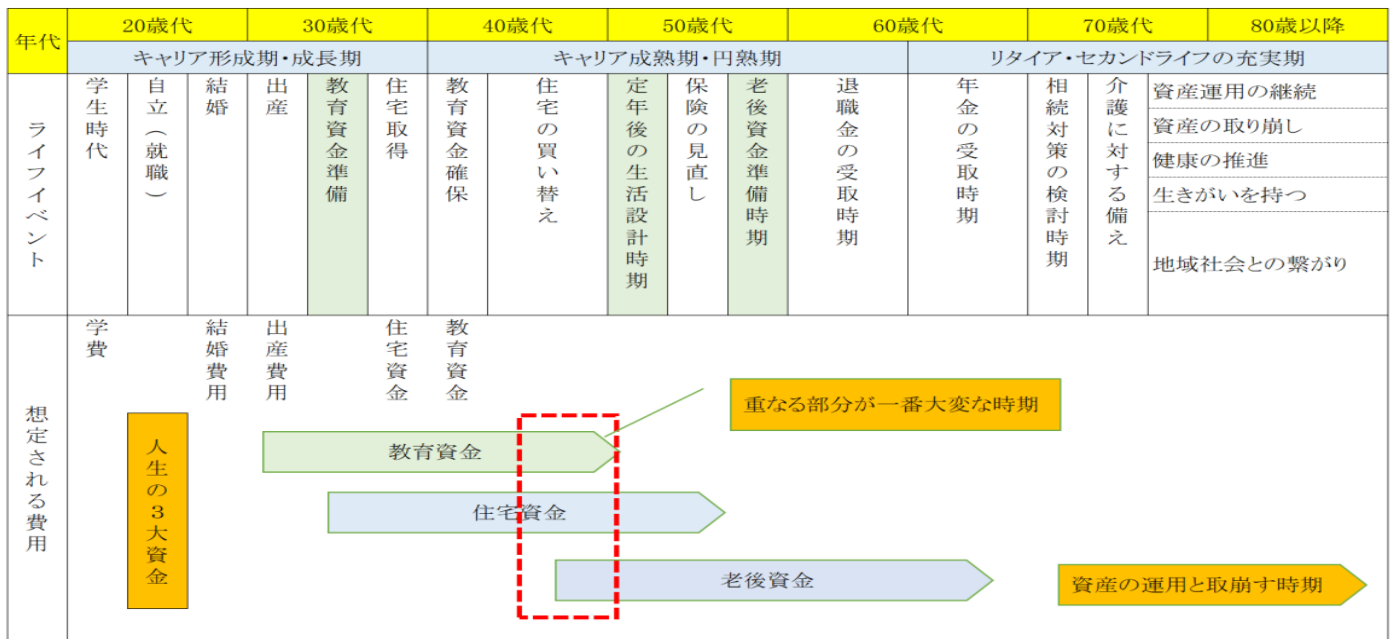 年代
20歳代
30歳代
40歳代
50歳代
60歳代
70歳代
80歳以降
キャリア形成期・成長期
キャリア成熟期・円熟期
リタイア・セカンドライフの充実期
ライフイベント
学生時代
自立(就職)
結婚
出産
教育資金準備
住宅取得
教育資金確保
住宅の買い替え
定年後の生活設計時期
保険の見直し
老後資金準備時期
退職金の受取時期
年金の受取時期
相続対策の検討時期
介護に対する備え
資産運用の継続
資産の取り崩し
健康の推進
生きがいを持つ
地域社会との繋がり
想定される費用
学費
結婚費用
出産費用
住宅資金
教育資金
人生の3大資金
重なる部分が一番大変な時期
教育資金
住宅資金
老後資金
資産の運用と取崩す時期